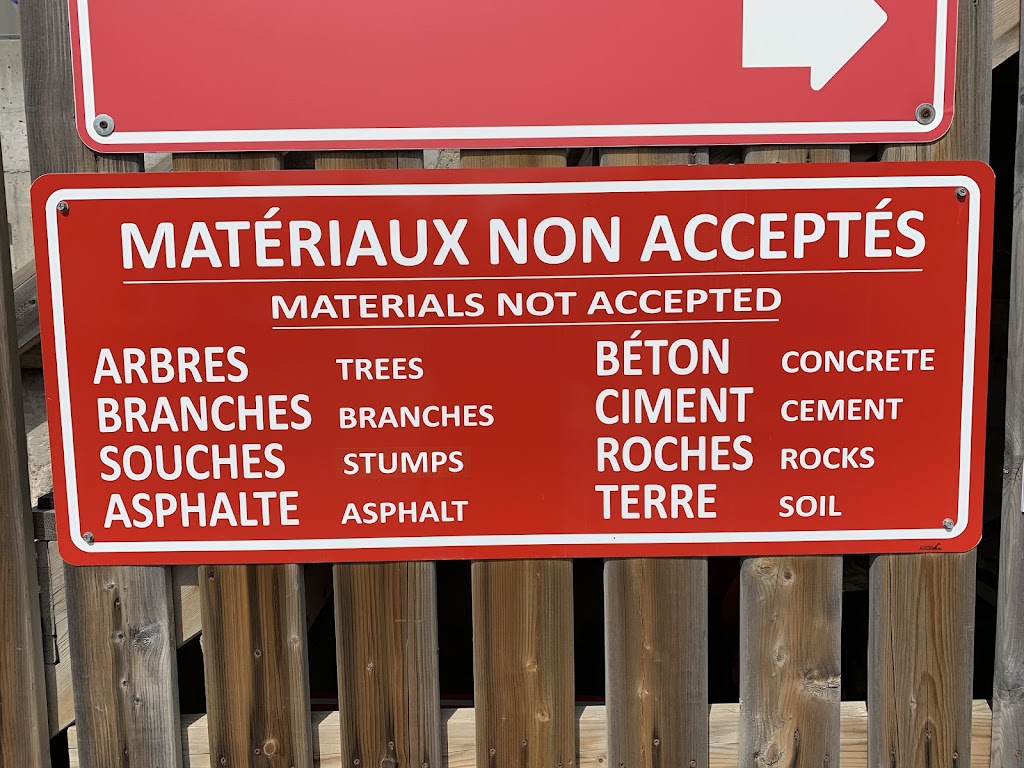 MATÉRIAUX NON ACCEPTÉS
MATERIALS NOT ACCEPTED
ARBRES TREES
BRANCHES BRANCHES
SOUCHES STUMPS
ASPHALTE ASPHALT
BÉTON CONCRETE
CIMENT CEMENT
ROCHES ROCKS
TERRE SOIL